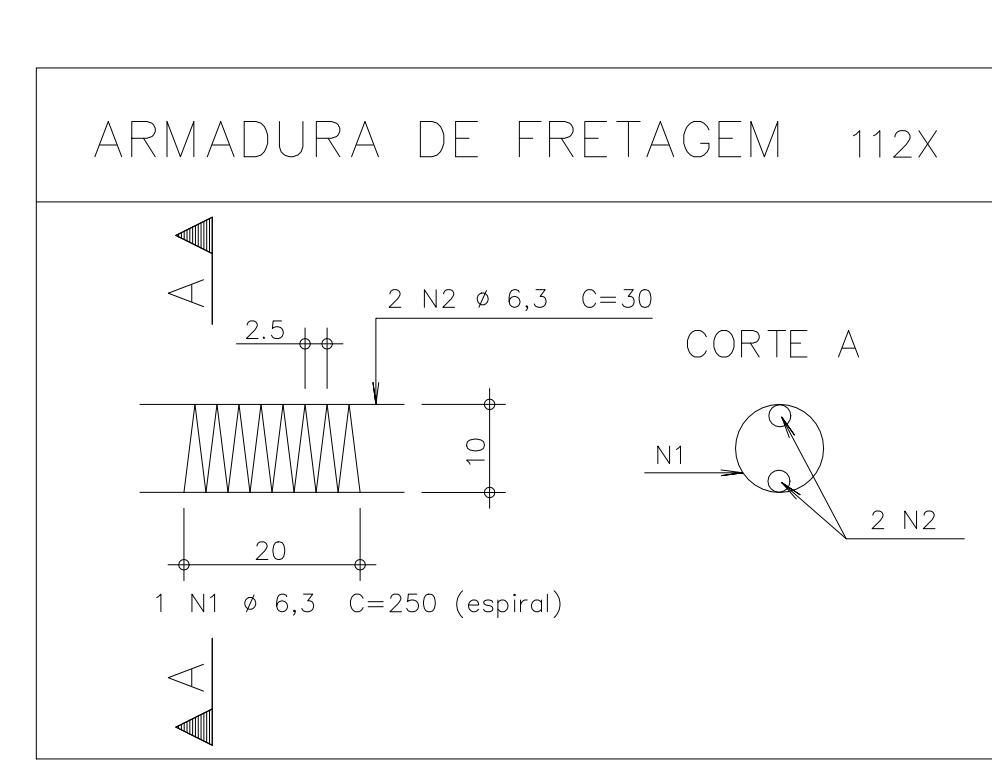 ARMADURA DE FRETAGEM 112X
A
2 N2 ø 6,3 C=30
2.5
CORTE A
10
N1
2 N2
20
1 N1 ø 6,3 C=250 (espiral)
A